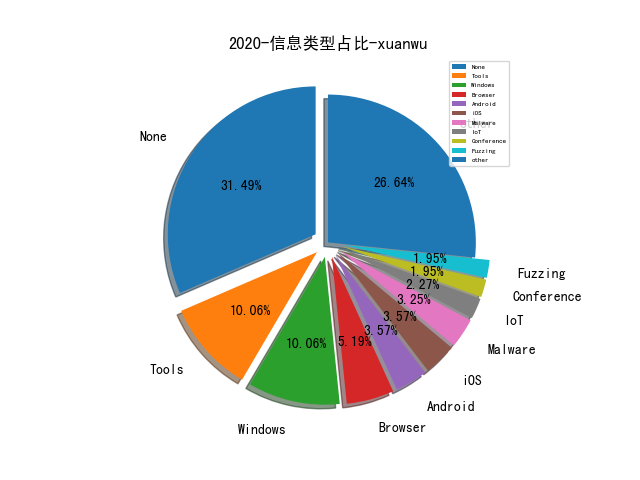 2020-信息类型占比-xuanwu
None
Tools
Windows
Browser
Android
iOS
Malware
IoT
Conference
Fuzzing
other
other
None
31.49%
26.64%
1.95%
Fuzzing
1.95%
Conference
2.27%
IoT
3.25%
Malware
3.57%
iOS
3.57%
Android
5.19%
Browser
10.06%
Windows
10.06%
Tools